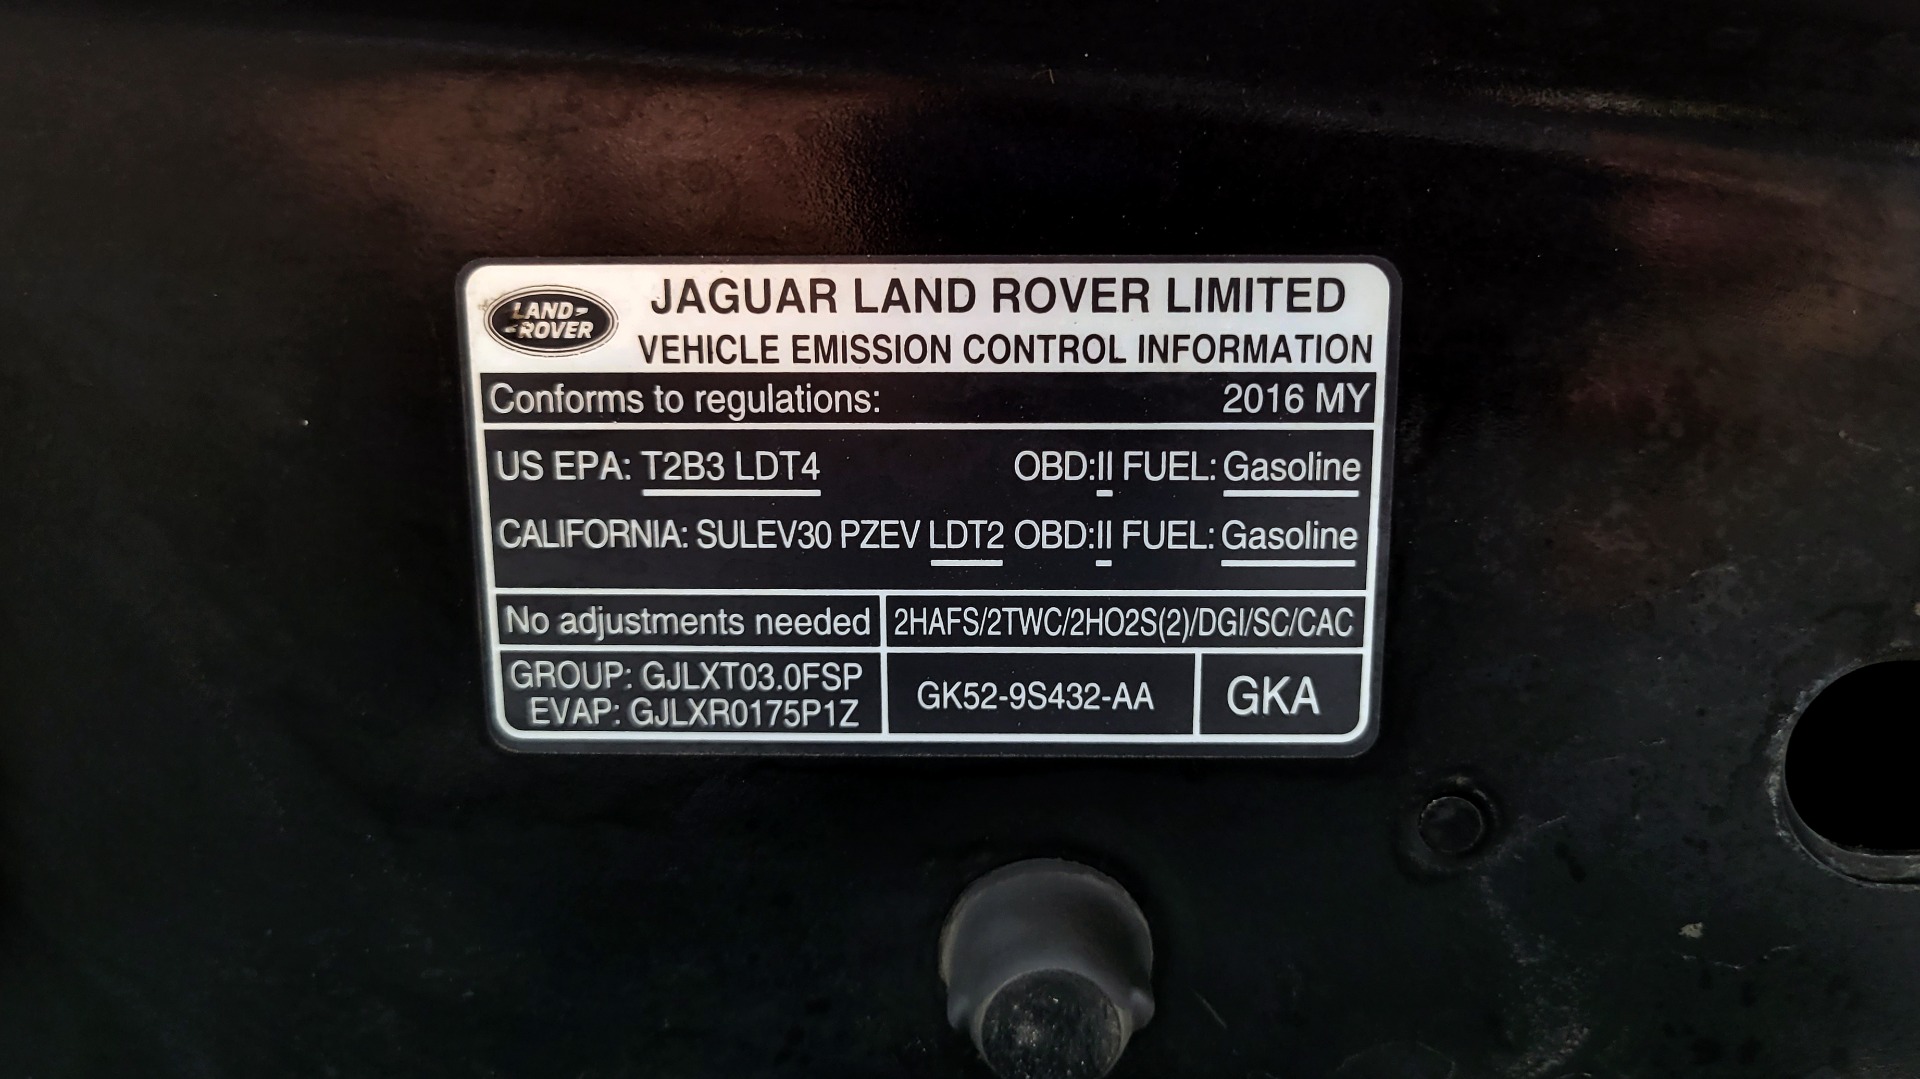 LAND-
-ROVER
JAGUAR LAND ROVER LIMITED
VEHICLE EMISSION CONTROL INFORMATION
Conforms to regulations: 2016 MY
US EPA: T2B3 LDT4 OBD:II FUEL: Gasoline
CALIFORNIA: SULEV30 PZEV LDT2 OBD:II FUEL: Gasoline
No adjustments needed 2HAFS/2TWC/2HO2S(2)/DGI/SC/CAC
GROUP: GJLXT03.0FSP
EVAP: GJLXR0175P1Z
GK52-9S432-AA
GKA